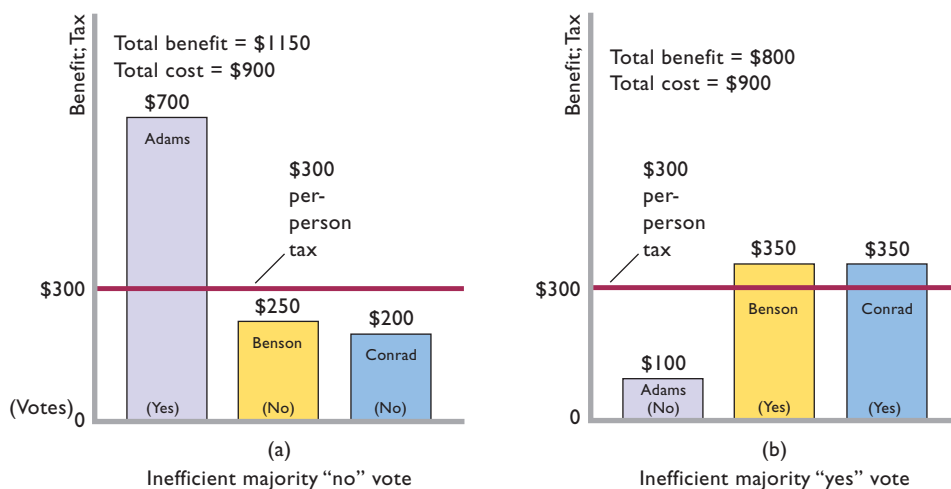 Benefit; Tax
Total benefit = $1150
Total cost = $900
$700
Adams
$300
per-
person
tax
$300
$250
$200
Benson
Conrad
(Votes)
0
(Yes)
(No)
(No)
(a)
Inefficient majority “no” vote
Benefit; Tax
Total benefit = $800
Total cost = $900
$300
per-
person
tax
$350
$350
$300
Benson
Conrad
$100
Adams
(No)
(Yes)
(Yes)
0
(b)
Inefficient majority “yes” vote